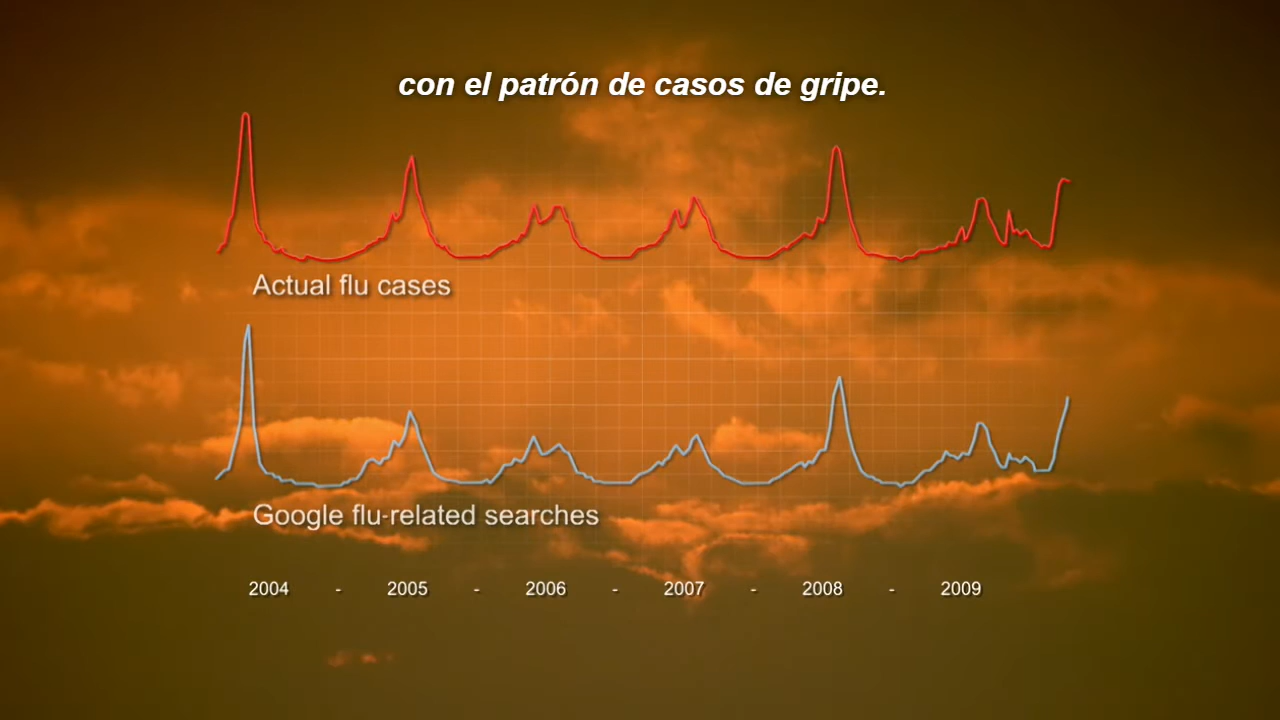 con el patrón de casos de gripe.
Actual flu cases
Google flu-related searches
2004 - 2005 - 2006 - 2007 - 2008 - 2009